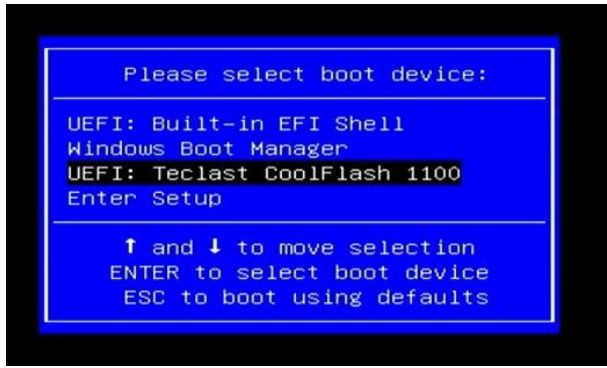 Please select boot device:
UEFI: Built-in EFI Shell
Windows Boot Manager
UEFI: Teclast CoolFlash 1100
Enter Setup
↑ and ↓ to move selection
ENTER to select boot device
ESC to boot using defaults